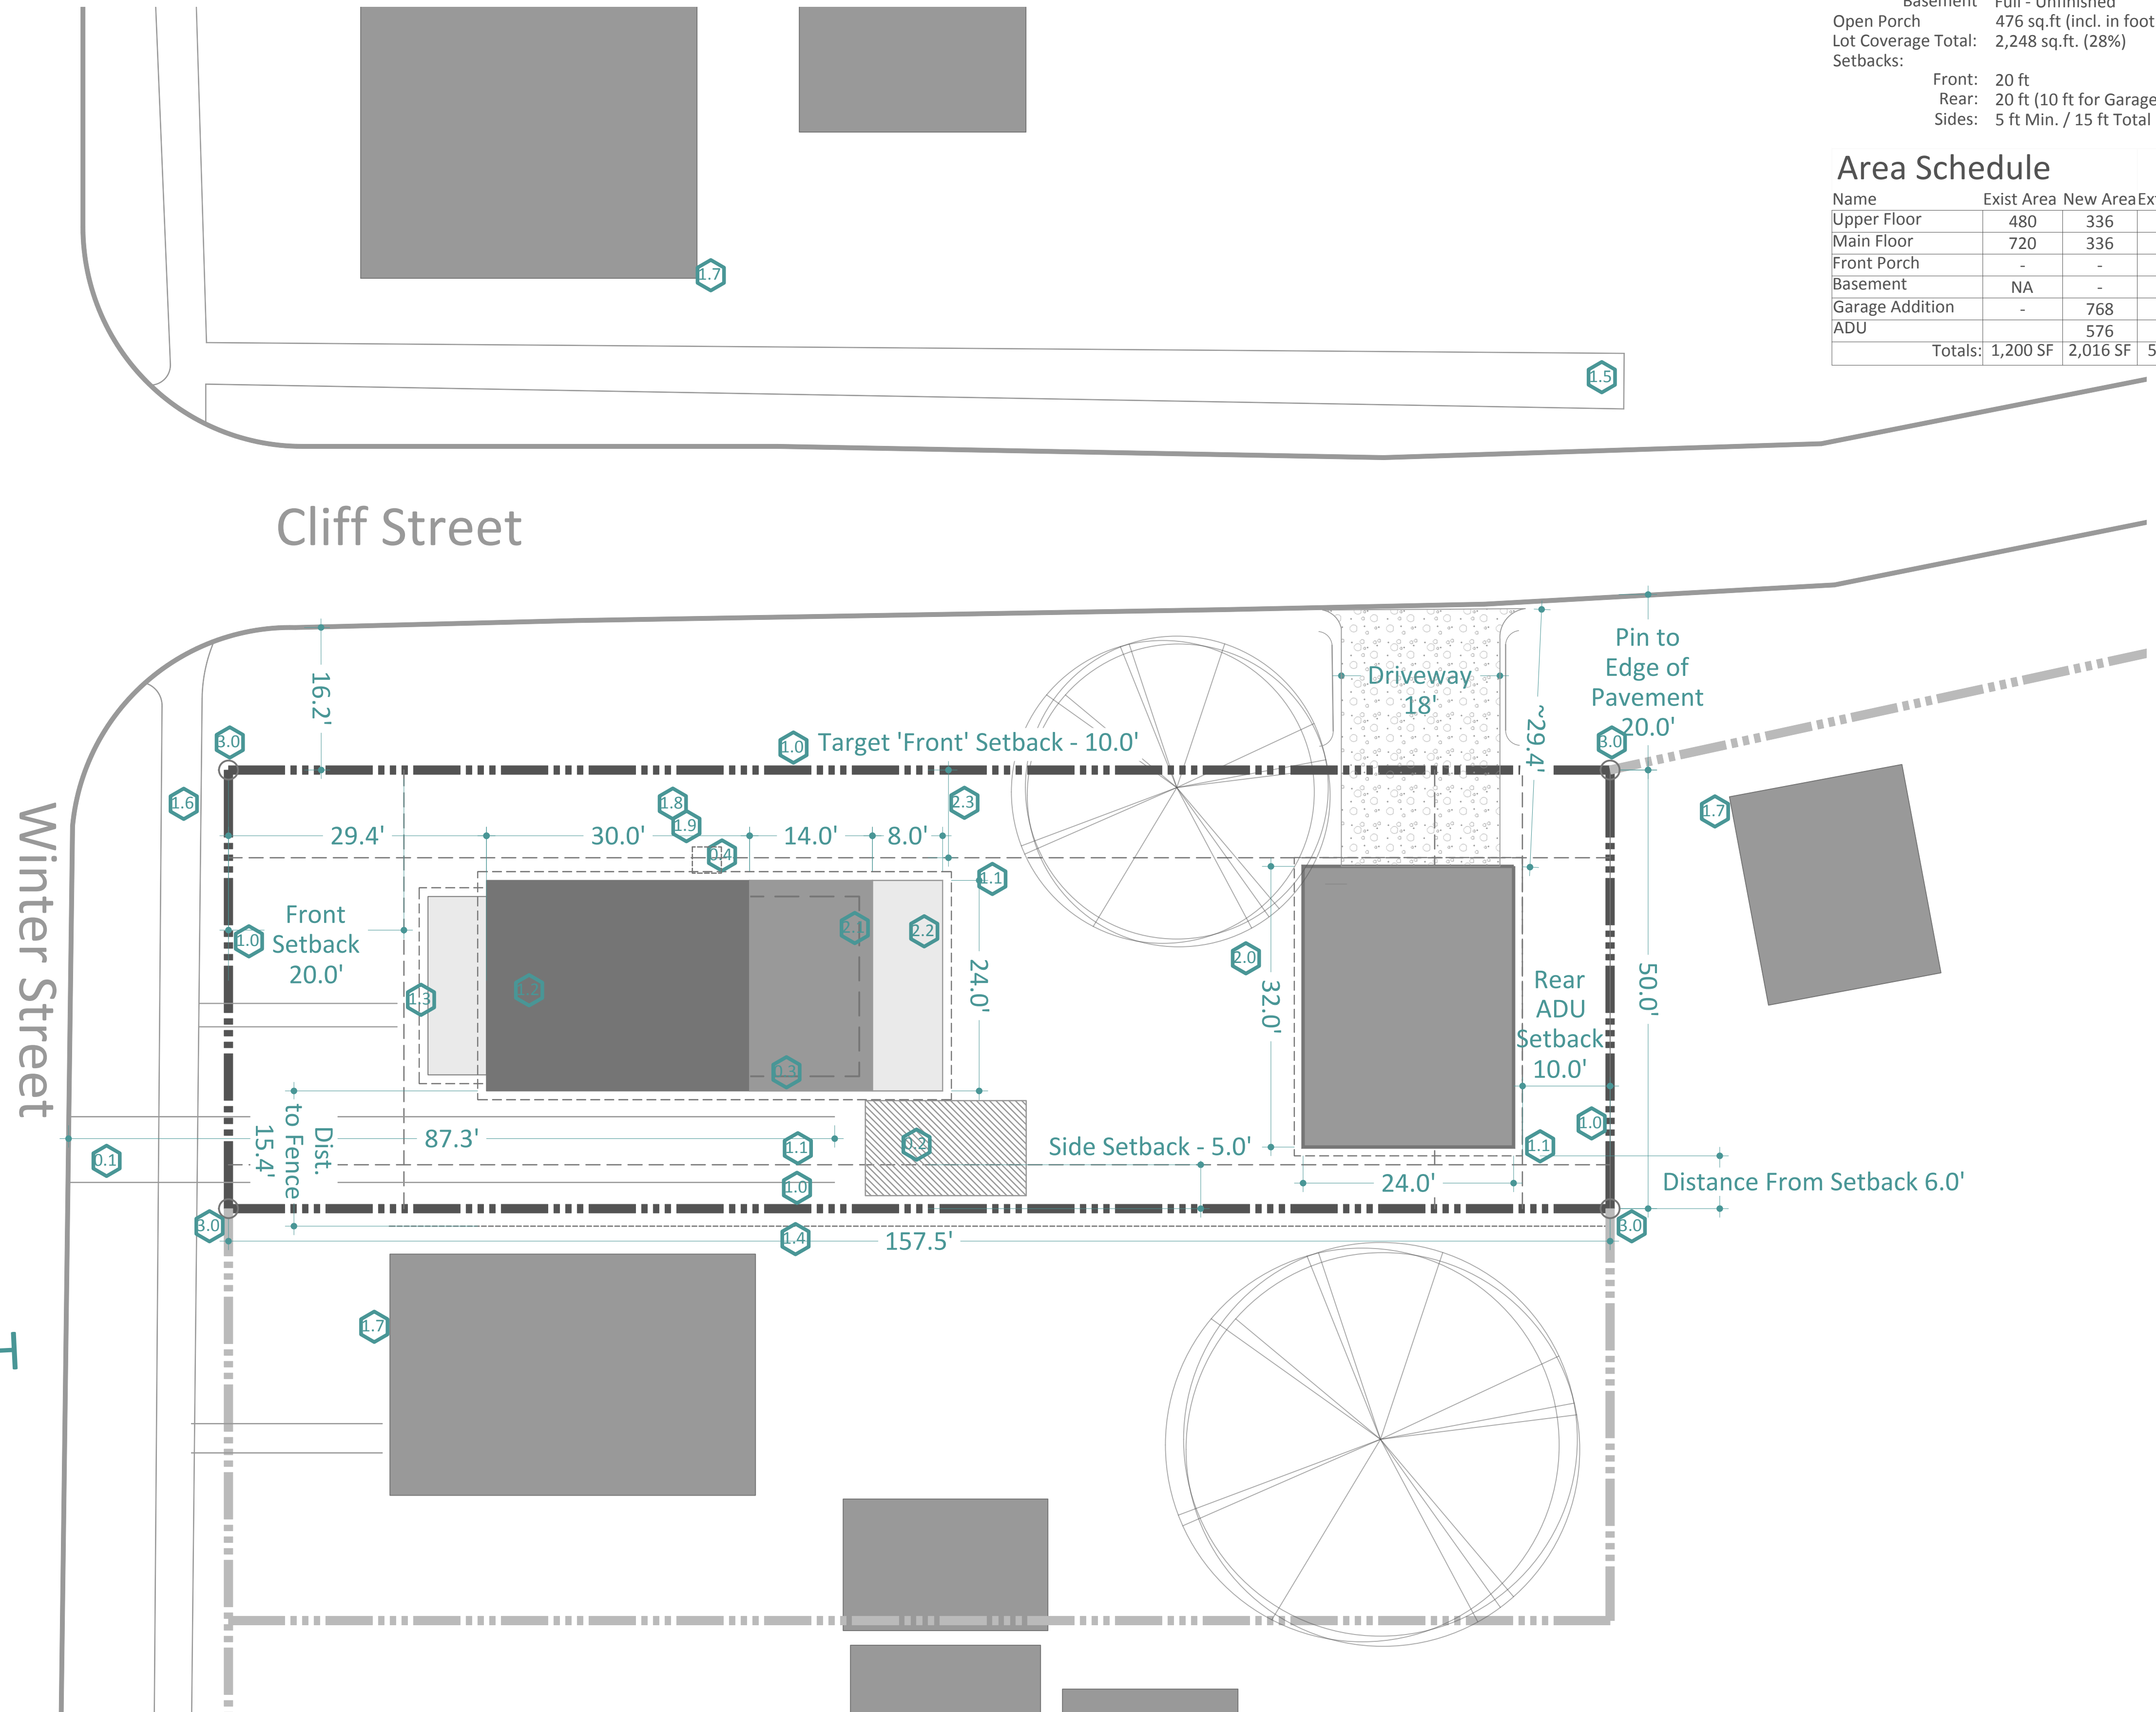 Basement Full - Unfinished
Open Porch 476 sq.ft (incl. in foot
Lot Coverage Total: 2,248 sq.ft. (28%)
Setbacks:
Front: 20 ft
Rear: 20 ft (10 ft for Garage
Sides: 5 ft Min. / 15 ft Total
Area Schedule
Name Exist Area New Area Ex
Upper Floor 480 336
Main Floor 720 336
Front Porch - -
Basement NA -
Garage Addition - 768
ADU 576
Totals: 1,200 SF 2,016 SF 5
1.7
1.5
Cliff Street
Winter Street
16.2'
Driveway
18'
~29.4'
Pin to
Edge of
Pavement
20.0'
3.0
1.0
Target 'Front' Setback - 10.0'
3.0
1.6
1.8
1.9
2.3
1.7
29.4'
30.0'
14.0'
8.0'
0.4
1.1
Front
Setback
20.0'
1.0
1.3
1.2
2.1
2.2
0.3
24.0'
2.0
32.0'
Rear
ADU
Setback
10.0'
50.0'
Dist.
to Fence
15.4'
0.1
87.3'
1.1
1.0
0.2
Side Setback - 5.0'
24.0'
1.1
1.0
Distance From Setback 6.0'
3.0
1.4
157.5'
3.0
1.7